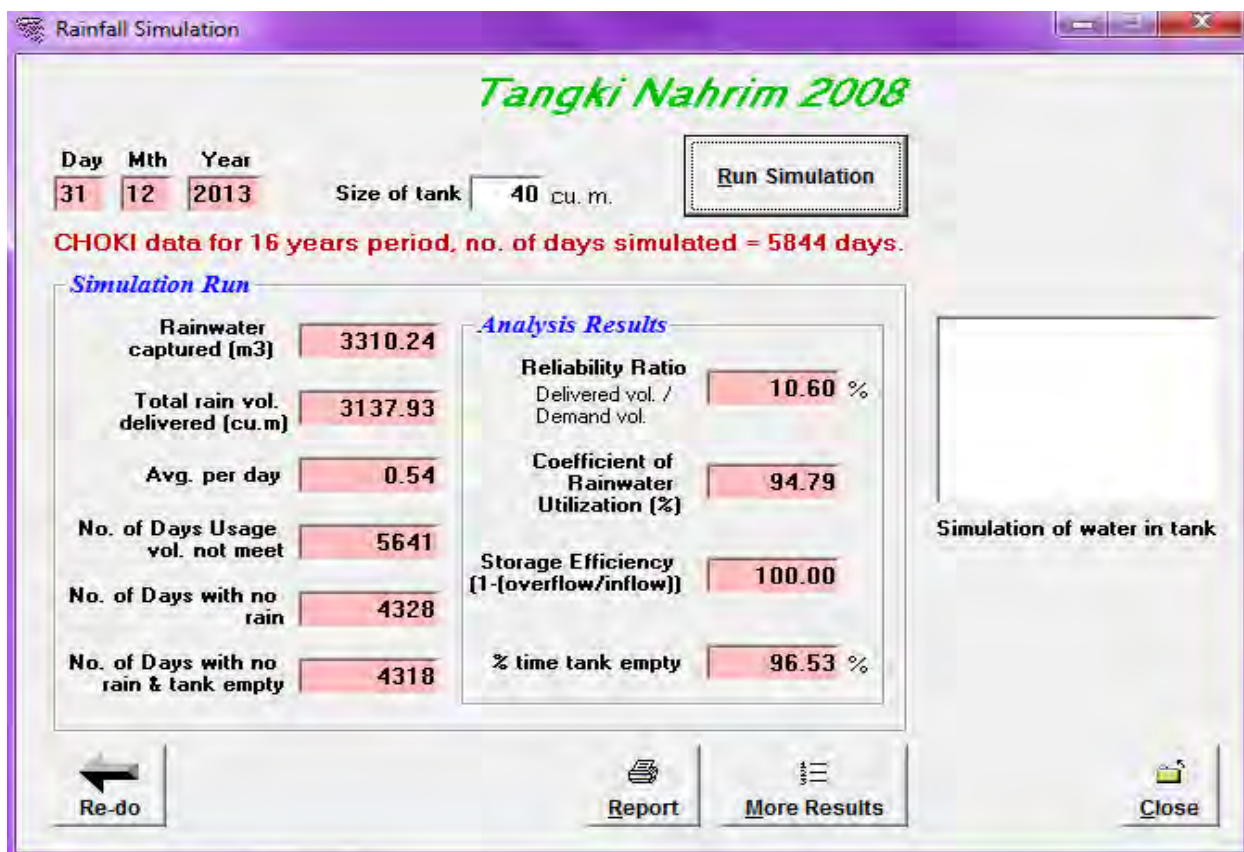 Rainfall Simulation
Tangki Nahrim 2008
Day Mth Year
31 12 2013
Size of tank 40 cu. m.
Run Simulation
CHOKI data for 16 years period, no. of days simulated = 5844 days.
Simulation Run
Rainwater
captured (m3) 3310.24
Total rain vol.
delivered (cu.m) 3137.93
Avg. per day 0.54
No. of Days Usage
vol. not meet 5641
No. of Days with no
rain 4328
No. of Days with no
rain & tank empty 4318
Analysis Results
Reliability Ratio
Delivered vol. /
Demand vol.
10.60 %
Coefficient of
Rainwater
Utilization (%)
94.79
Storage Efficiency
(1-(overflow/inflow))
100.00
% time tank empty 96.53 %
Simulation of water in tank
Re-do
Report
More Results
Close